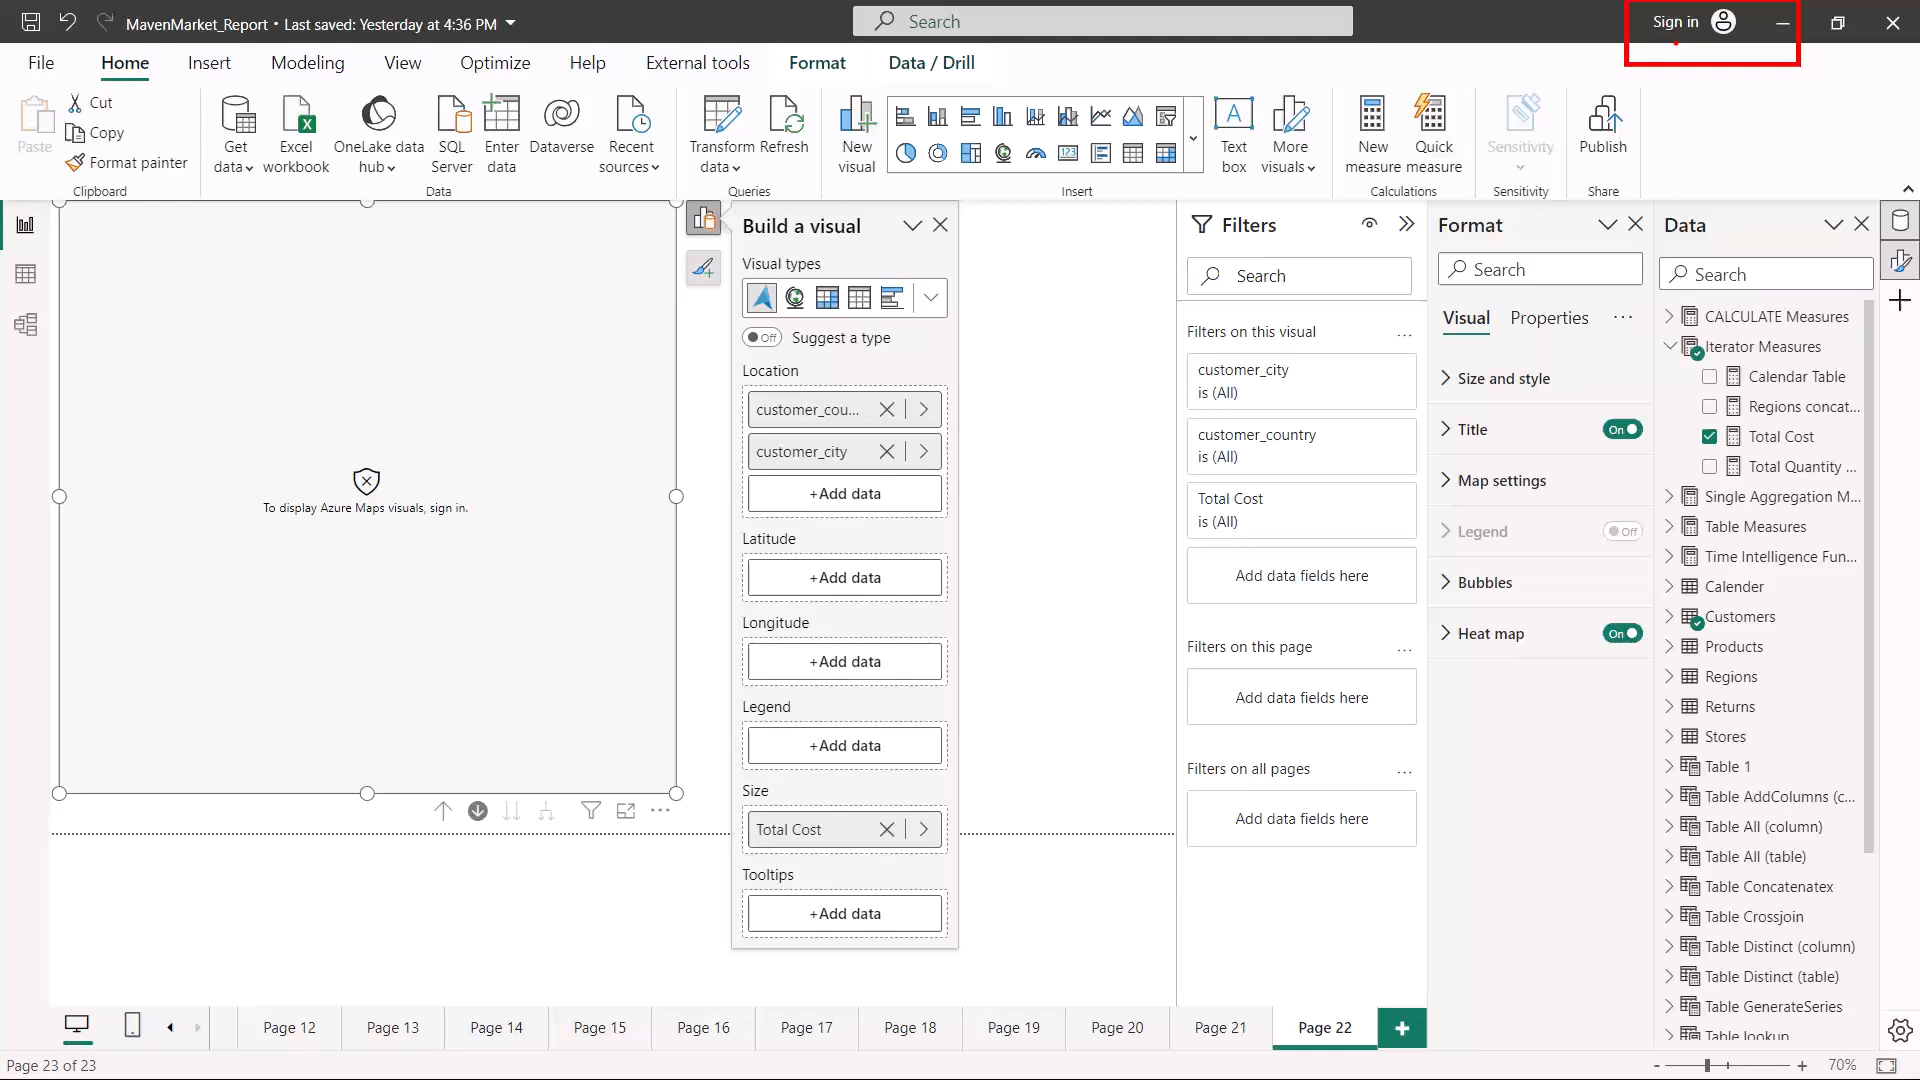 MavenMarket_Report • Last saved: Yesterday at 4:36 PM
Search
Sign in
File
Home
Insert
Modeling
View
Optimize
Help
External tools
Format
Data / Drill
Paste
Cut
Copy
Format painter
Clipboard
Get data
Excel workbook
OneLake data hub
SQL Server
Enter data
Dataverse
Recent sources
Data
Transform data
Refresh
Queries
New visual
Text box
More visuals
Insert
New measure
Quick measure
Calculations
Sensitivity
Sensitivity
Publish
Share
To display Azure Maps visuals, sign in.
Build a visual
Visual types
Off
Suggest a type
Location
customer_cou...
customer_city
+Add data
Latitude
+Add data
Longitude
+Add data
Legend
+Add data
Size
Total Cost
Tooltips
+Add data
Filters
Search
Filters on this visual
...
customer_city
is (All)
customer_country
is (All)
Total Cost
is (All)
Add data fields here
Filters on this page
...
Add data fields here
Filters on all pages
...
Add data fields here
Format
Search
Visual
Properties
...
Size and style
Title
On
Map settings
Legend
Off
Bubbles
Heat map
On
Data
Search
CALCULATE Measures
Iterator Measures
Calendar Table
Regions concat...
Total Cost
Total Quantity ...
Single Aggregation M...
Table Measures
Time Intelligence Fun...
Calender
Customers
Products
Regions
Returns
Stores
Table 1
Table AddColumns (c...
Table All (column)
Table All (table)
Table Concatenatex
Table Crossjoin
Table Distinct (column)
Table Distinct (table)
Table GenerateSeries
Table lookup
Page 12
Page 13
Page 14
Page 15
Page 16
Page 17
Page 18
Page 19
Page 20
Page 21
Page 22
Page 23 of 23
- + 70%